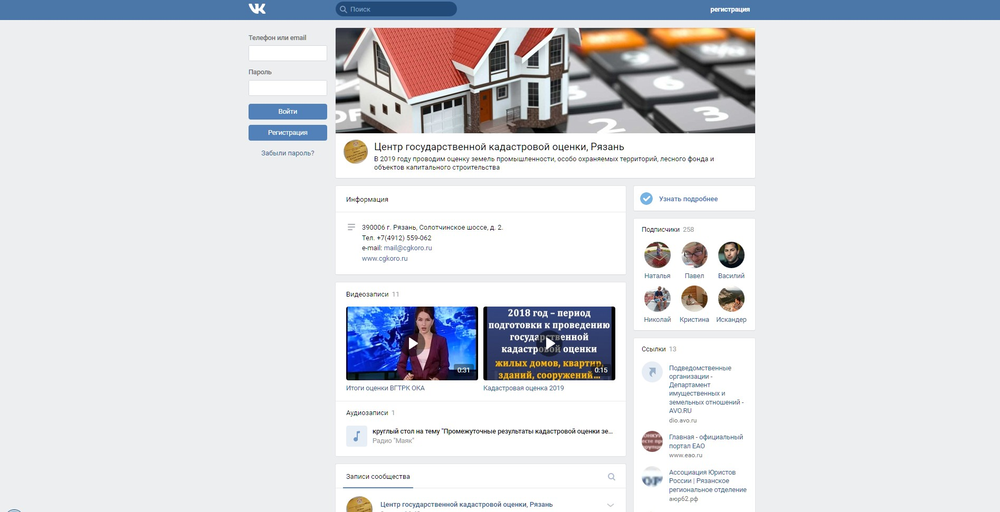 Поиск
регистрация
Телефон или email
Пароль
Войти
Регистрация
Забыли пароль?
6
3
2
Центр государственной кадастровой оценки, Рязань
В 2019 году проводим оценку земель промышленности, особо охраняемых территорий, лесного фонда и
объектов капитального строительства
Информация
390006 г. Рязань, Солотчинское шоссе, д. 2.
Тел. +7(4912) 559-062
e-mail: mail@cgkoro.ru
www.cgkoro.ru
Видеозаписи 11
0:31
Итоги оценки ВГТРК ОКА
2018 год – период
подготовки к проведению
государственной
кадастровой оценки
жилых домов, квартир,
зданий, сооружений...
0:15
Кадастровая оценка 2019
Аудиозаписи 1
круглый стол на тему "Промежуточные результаты кадастровой оценки зе...
Радио "Маяк"
Записи сообщества
Центр государственной кадастровой оценки, Рязань
Узнать подробнее
Подписчики 258
Наталья Павел Василий
Николай Кристина Искандер
Ссылки 13
Подведомственные
организации -
Департамент
имущественных и
земельных отношений -
AVO.RU
dio.avo.ru
Главная - официальный
портал ЕАО
www.eao.ru
Ассоциация Юристов
России | Рязанское
региональное отделение
аюр62.рф